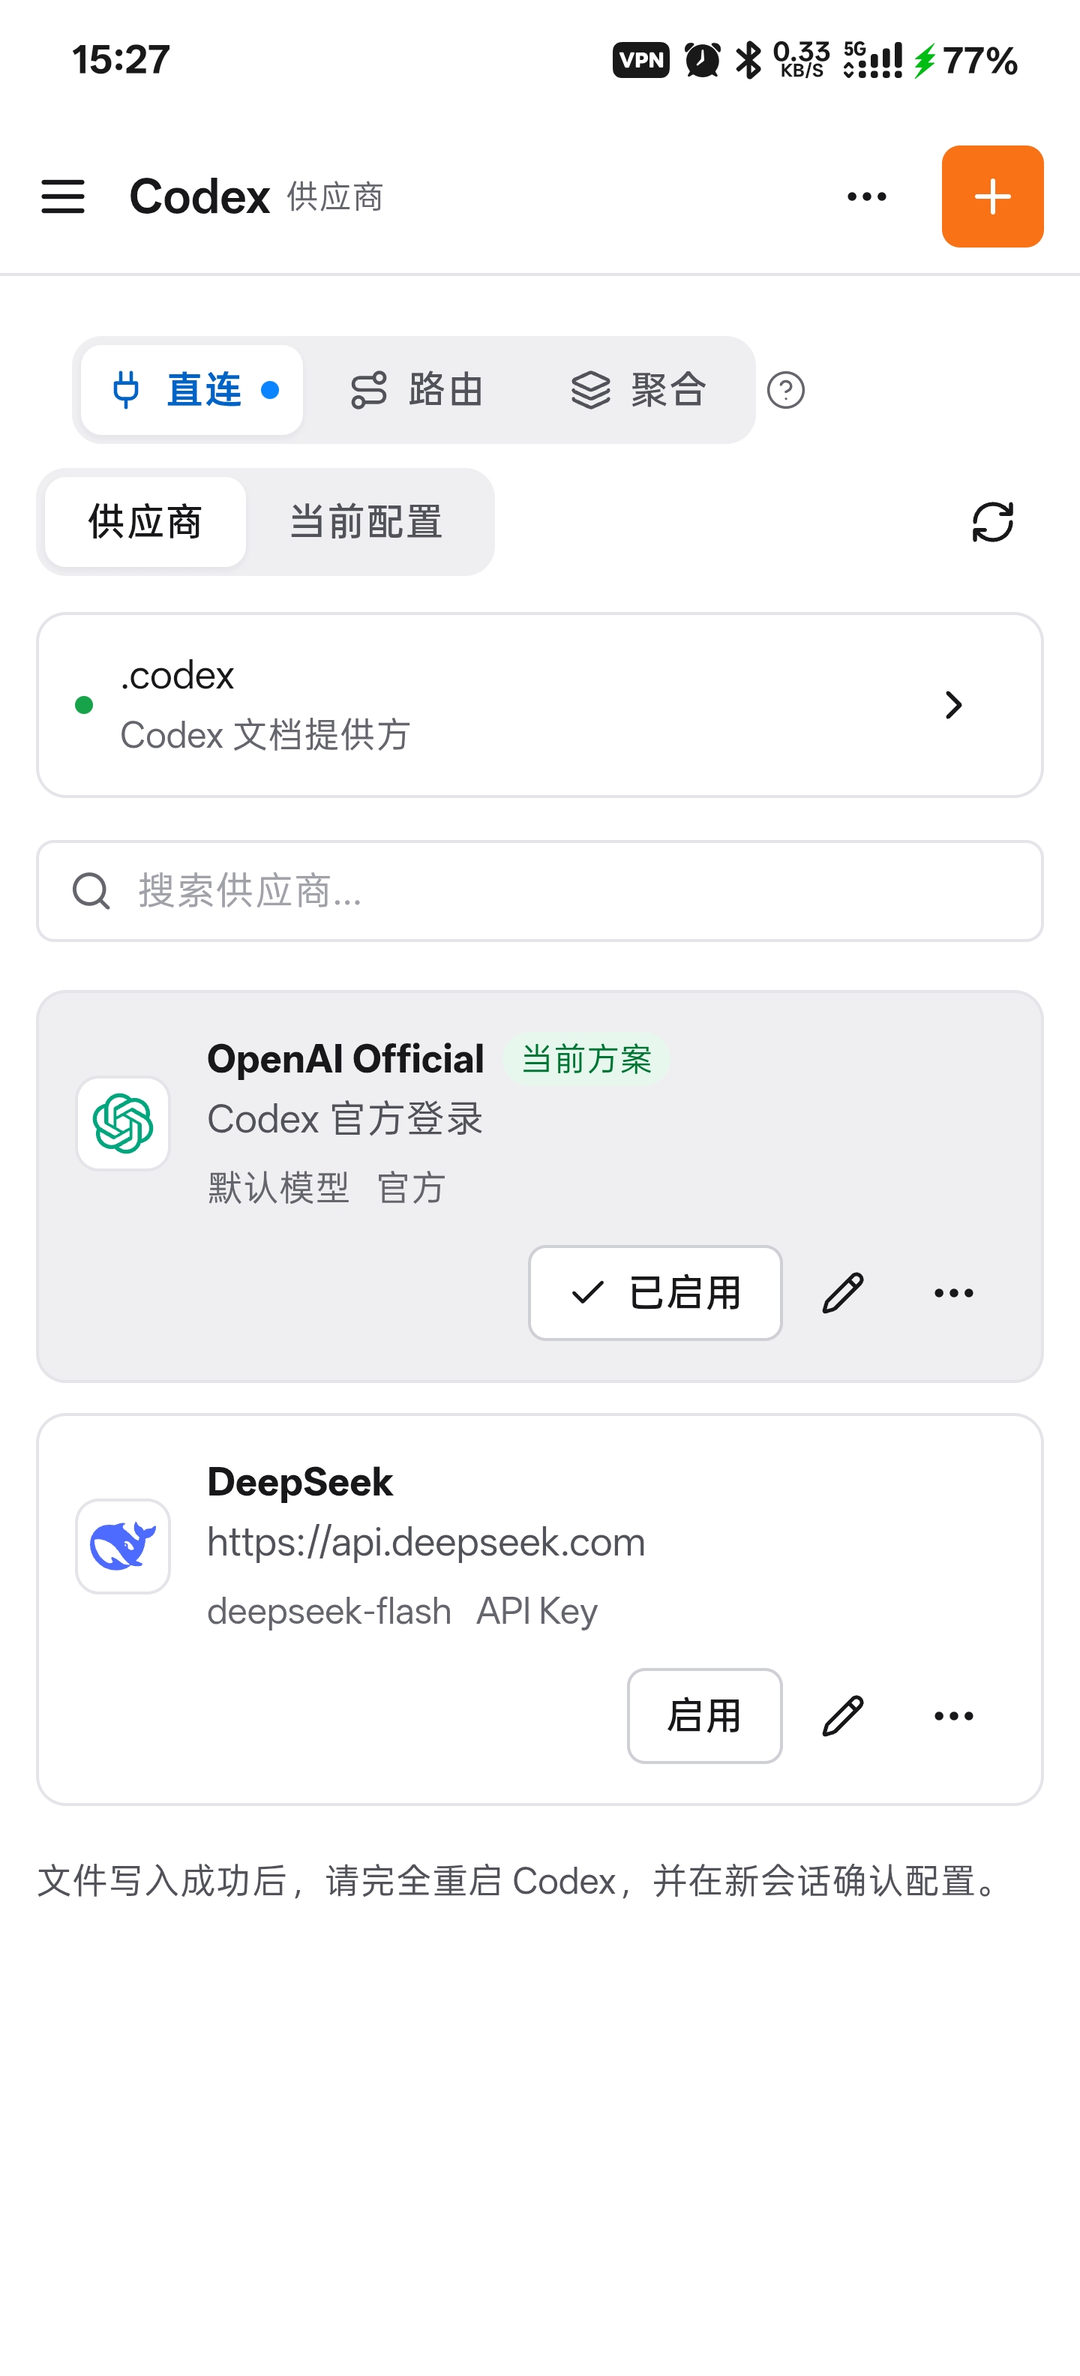 15:27
VPN 0.33 KB/S 5G 77%
Codex 供应商
直连 路由 聚合
供应商 当前配置
.codex
Codex 文档提供方
搜索供应商...
OpenAI Official 当前方案
Codex 官方登录
默认模型 官方
已启用
DeepSeek
https://api.deepseek.com
deepseek-flash API Key
启用
文件写入成功后，请完全重启 Codex，并在新会话确认配置。